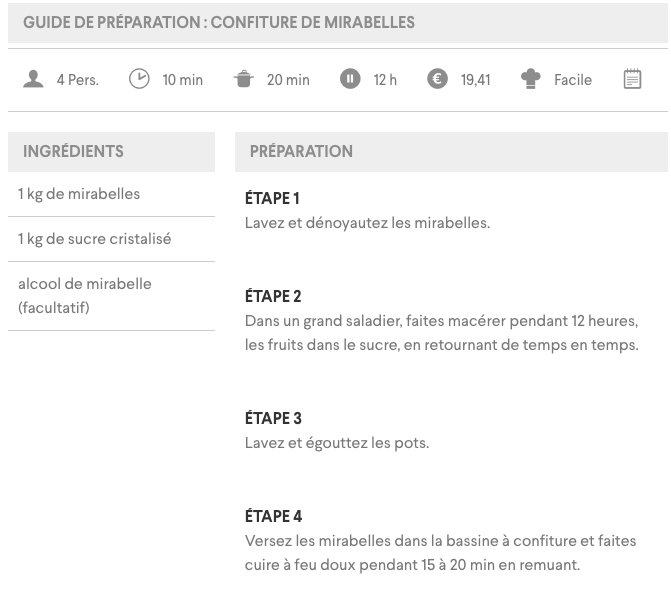 GUIDE DE PRÉPARATION : CONFITURE DE MIRABELLES
4 Pers. 10 min 20 min 12 h € 19,41 Facile
INGRÉDIENTS
1 kg de mirabelles
1 kg de sucre cristalisé
alcool de mirabelle
(facultatif)
PRÉPARATION
ÉTAPE 1
Lavez et dénoyautez les mirabelles.
ÉTAPE 2
Dans un grand saladier, faites macérer pendant 12 heures,
les fruits dans le sucre, en retournant de temps en temps.
ÉTAPE 3
Lavez et égouttez les pots.
ÉTAPE 4
Versez les mirabelles dans la bassine à confiture et faites
cuire à feu doux pendant 15 à 20 min en remuant.